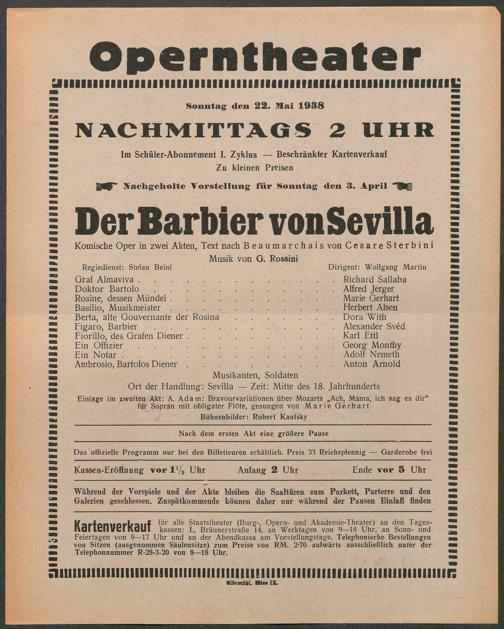 Operntheater
Sonntag den 22. Mai 1938
NACHMITTAGS 2 UHR
Im Schüler-Abonnement I. Zyklus — Beschränkter Kartenverkauf
Zu kleinen Preisen
Nachgeholte Vorstellung für Sonntag den 3. April
Der Barbier von Sevilla
Komische Oper in zwei Akten, Text nach Beaumarchais von Cesare Sterbini
Musik von G. Rossini
Regiedienst: Stefan Beinl Dirigent: Wolfgang Martin
Graf Almaviva . . . . . . . . . . Richard Sallaba
Doktor Bartolo . . . . . . . . . . Alfred Jerger
Rosine, dessen Mündel . . . . . . . . . . Marie Gerhart
Basilio, Musikmeister . . . . . . . . . . Herbert Alsen
Berta, alte Gouvernante der Rosina . . . . . . . . . . Dora With
Figaro, Barbier . . . . . . . . . . Alexander Svéd
Fiorillo, des Grafen Diener . . . . . . . . . . Karl Ettl
Ein Offizier . . . . . . . . . . Georg Monthy
Ein Notar . . . . . . . . . . Adolf Nemeth
Ambrosio, Bartolos Diener . . . . . . . . . . Anton Arnold
Musikanten, Soldaten
Ort der Handlung: Sevilla — Zeit: Mitte des 18. Jahrhunderts
Einlage im zweiten Akt: A. Adam: Bravourvariationen über Mozarts „Ach, Mama, ich sag es dir"
für Sopran mit obligater Flöte, gesungen von Marie Gerhart
Bühnenbilder: Robert Kautsky
Nach dem ersten Akt eine größere Pause
Das offizielle Programm nur bei den Billetteuren erhältlich. Preis 33 Reichspfennig — Garderobe frei
Kassen-Eröffnung vor 1½ Uhr Anfang 2 Uhr Ende vor 5 Uhr
Während der Vorspiele und der Akte bleiben die Saaltüren zum Parkett, Parterre und den
Galerien geschlossen. Zuspätkommende können daher nur während der Pausen Einlaß finden
Kartenverkauf für alle Staatstheater (Burg-, Opern- und Akademie-Theater) an den Tages-
kassen: I., Bräunerstraße 14, an Werktagen von 9—18 Uhr, an Sonn- und
Feiertagen von 9—17 Uhr und an der Abendkassa am Vorstellungstage. Telephonische Bestellungen
von Sitzen (ausgenommen Säulensitze) zum Preise von RM. 2·70 aufwärts ausschließlich unter der
Telephonnummer R-28-3-20 von 8—18 Uhr.
Elbemühl, Wien IX.